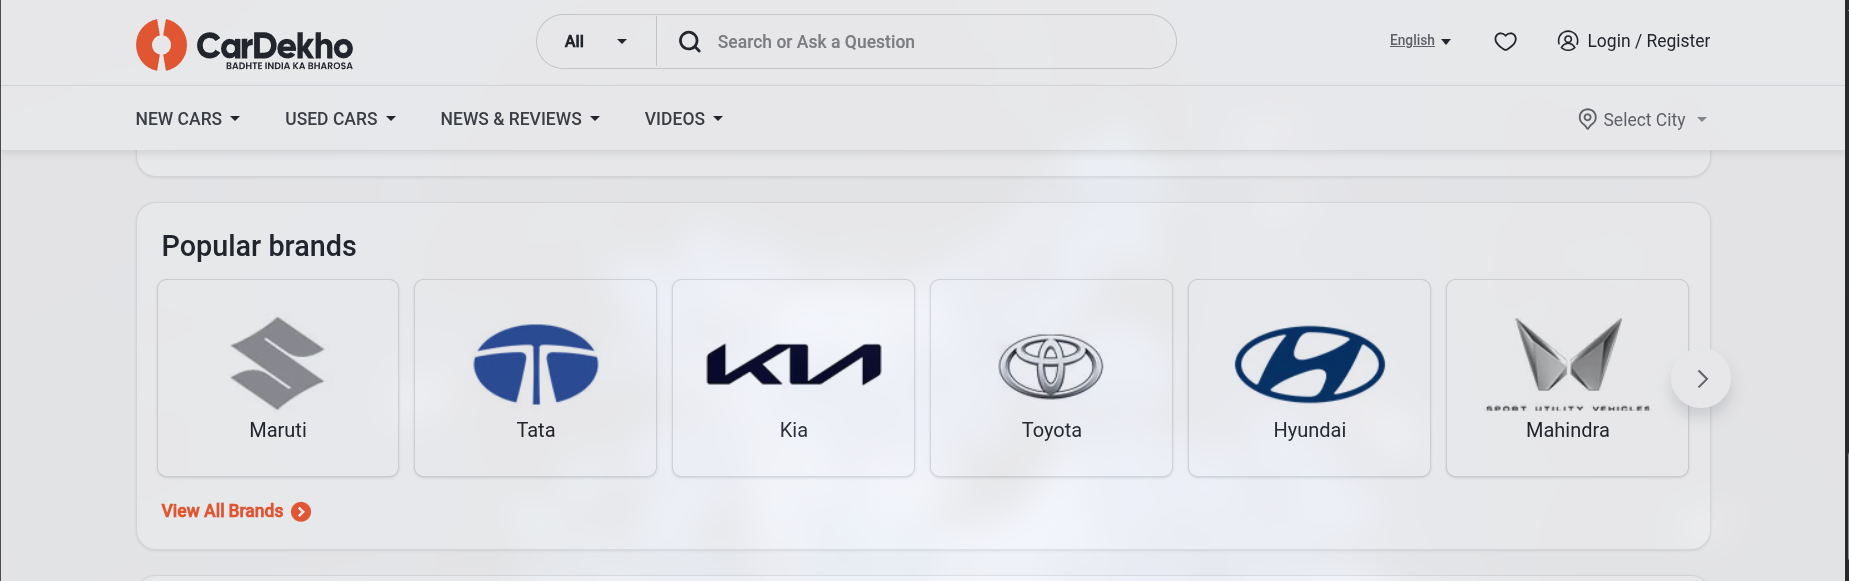 CarDekho
BADHTE INDIA KA BHAROSA
All
Search or Ask a Question
English
Login / Register
NEW CARS
USED CARS
NEWS & REVIEWS
VIDEOS
Select City
Popular brands
KIA
SPORT UTILITY VEHICLES
Maruti
Tata
Kia
Toyota
Hyundai
Mahindra
View All Brands